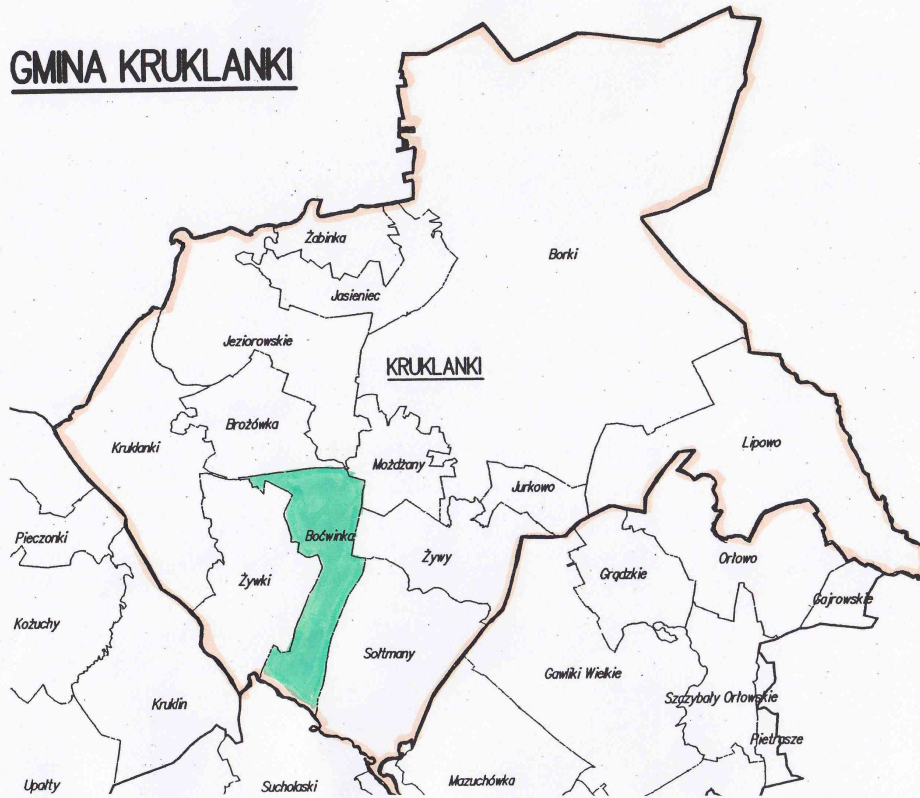 GMINA KRUKLANKI
Żabinka
Borki
Jasieniec
Jeziorowskie
KRUKLANKI
Brożówka
Kruklanki
Możdżany
Lipowo
Jurkowo
Pieczonki
Boćwinka
Żywy
Orłowo
Grądzkie
Żywki
Gajrowskie
Kożuchy
Sołtmany
Gawliki Wielkie
Szczybały Orłowskie
Kruklin
Pietrasze
Upałty
Sucholaski
Mazuchówka